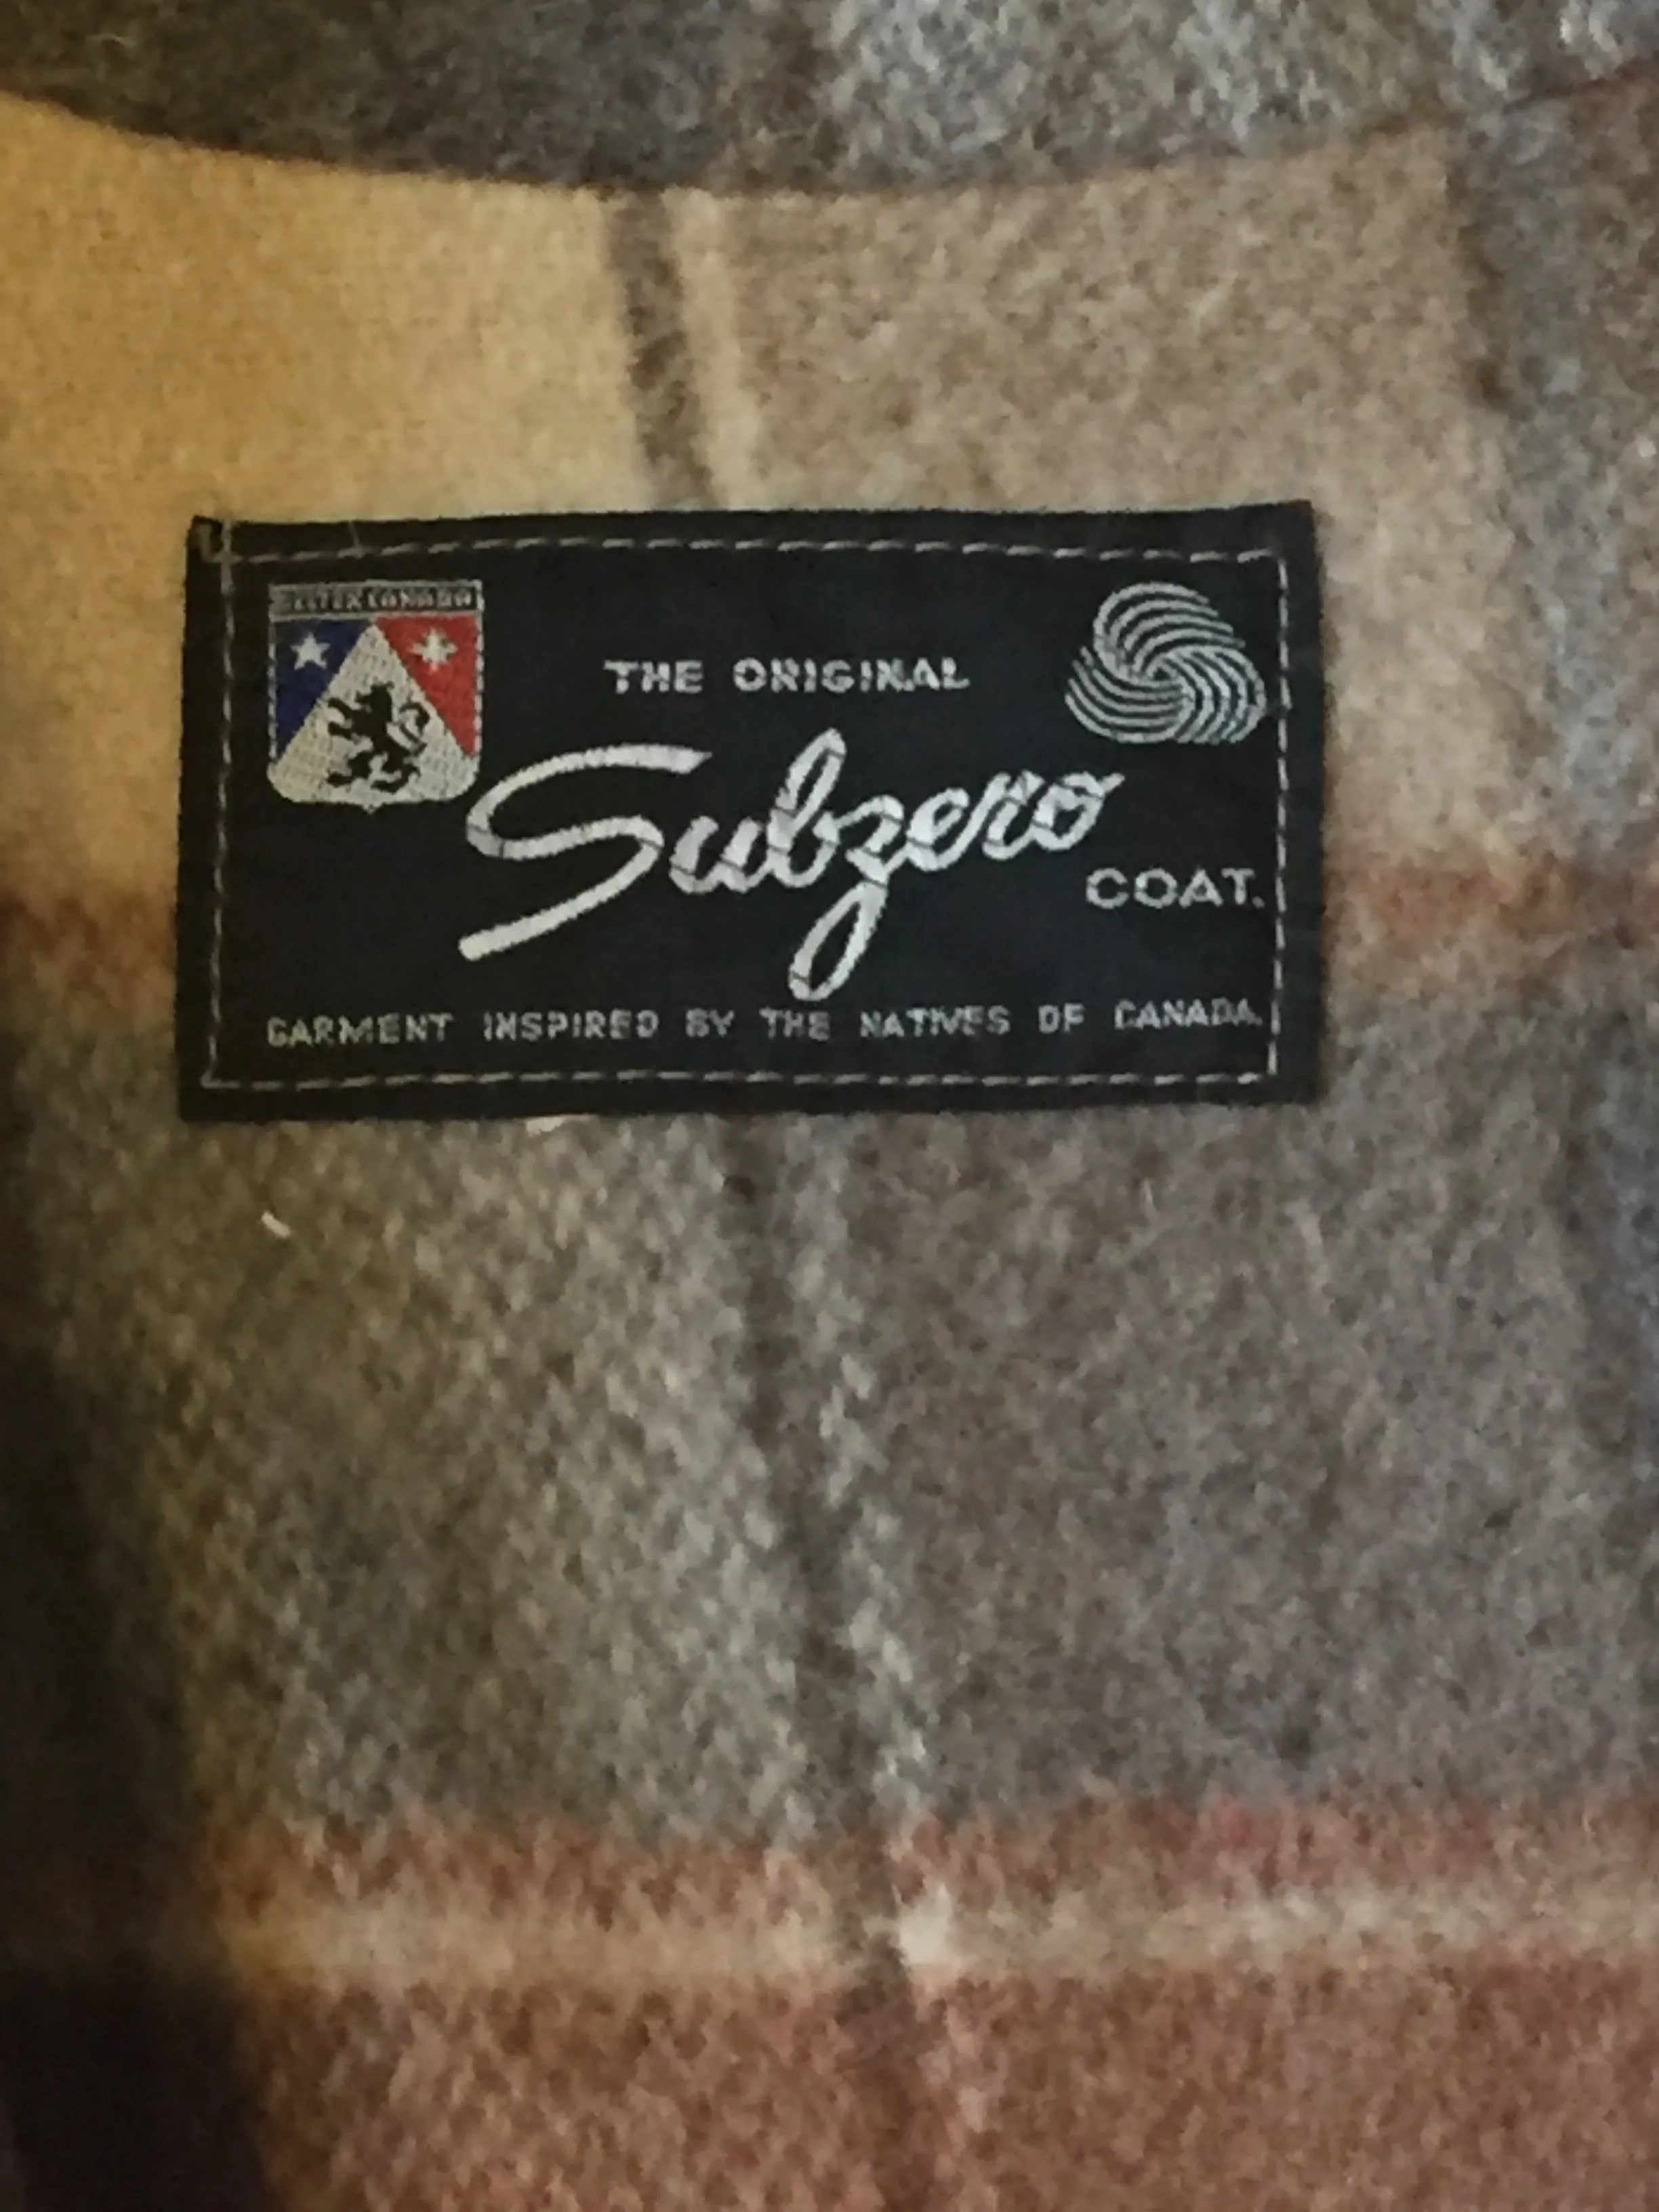 THE ORIGINAL
Subzero
COAT.
GARMENT INSPIRED BY THE NATIVES OF CANADA.